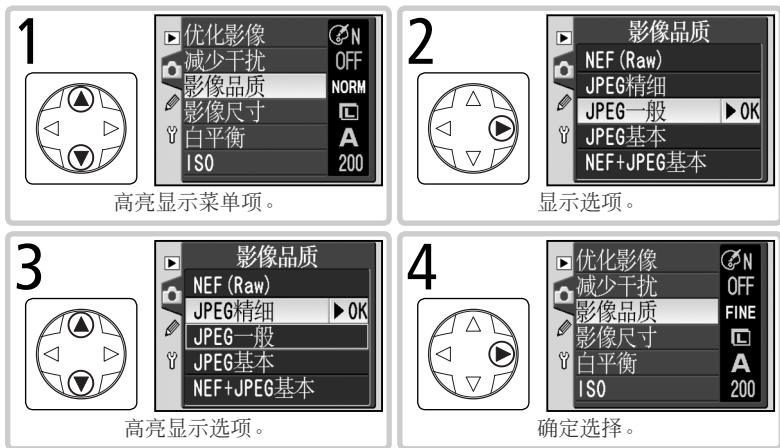 1
优化影像 N
减少干扰 OFF
影像品质 NORM
影像尺寸 L
白平衡 A
ISO 200
高亮显示菜单项。
2
影像品质
NEF(Raw)
JPEG精细
JPEG一般 OK
JPEG基本
NEF+JPEG基本
显示选项。
3
影像品质
NEF(Raw)
JPEG精细 OK
JPEG一般
JPEG基本
NEF+JPEG基本
高亮显示选项。
4
优化影像 N
减少干扰 OFF
影像品质 FINE
影像尺寸 L
白平衡 A
ISO 200
确定选择。